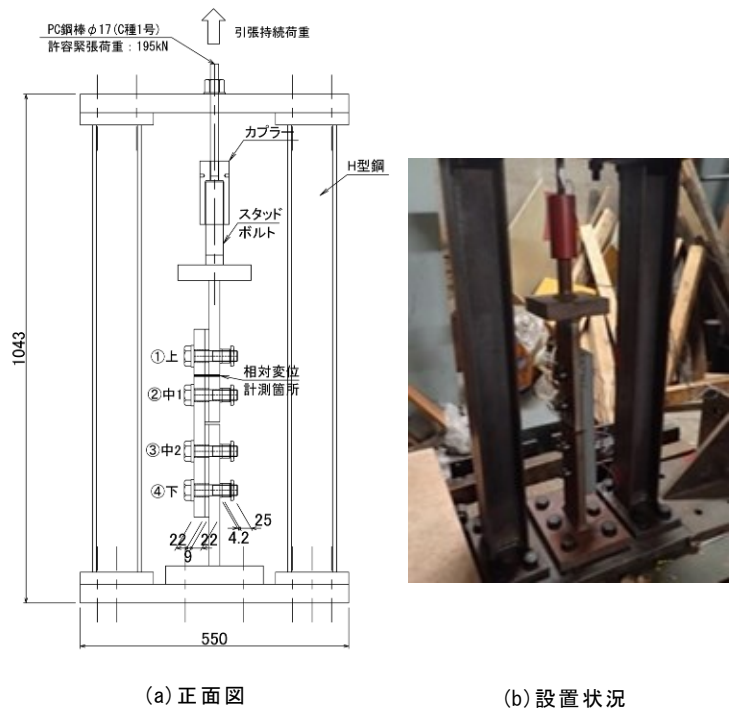 PC鋼棒φ17(C種1号)
許容緊張荷重：195kN
引張持続荷重
カプラー
H型鋼
スタッド
ボルト
1043
①上
相対変位
計測箇所
②中1
③中2
④下
22
9
22
4.2
25
550
(a)正面図
(b)設置状況